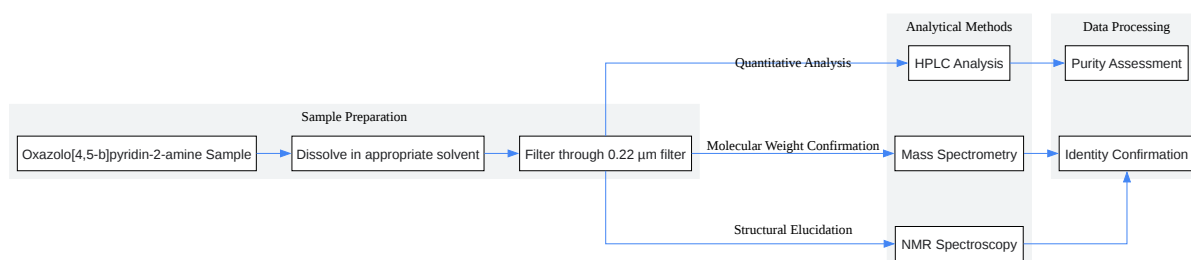 Analytical Methods
Data Processing
Quantitative Analysis
HPLC Analysis
Purity Assessment
Sample Preparation
Oxazolo[4,5-b]pyridin-2-amine Sample
Dissolve in appropriate solvent
Filter through 0.22 µm filter
Molecular Weight Confirmation
Mass Spectrometry
Identity Confirmation
Structural Elucidation
NMR Spectroscopy